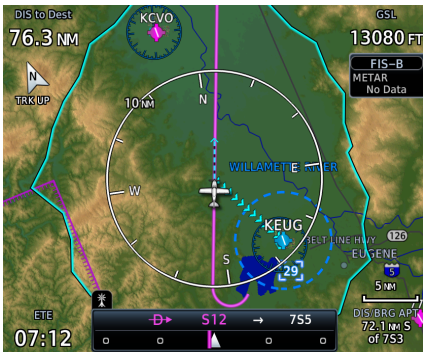 DIS to Dest
76.3 NM
KCVO
GSL
13080 FT
FIS-B
METAR
No Data
N
TRK UP
10 NM
N
WILLAMETTE RIVER
E
W
KEUG
BELT LINE HWY
126
EUGENE
S
29
5
5 NM
DIS/BRG APT
72.1 NM S
of 7S3
ETE
07:12
D S12 → 7S5